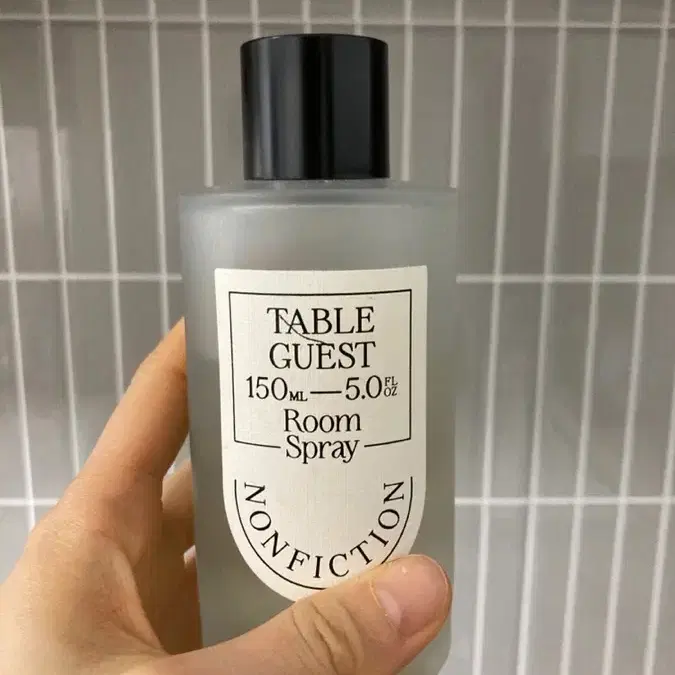 TABLE
GUEST
150ML—5.0FL OZ
Room
Spray
NONFICTION